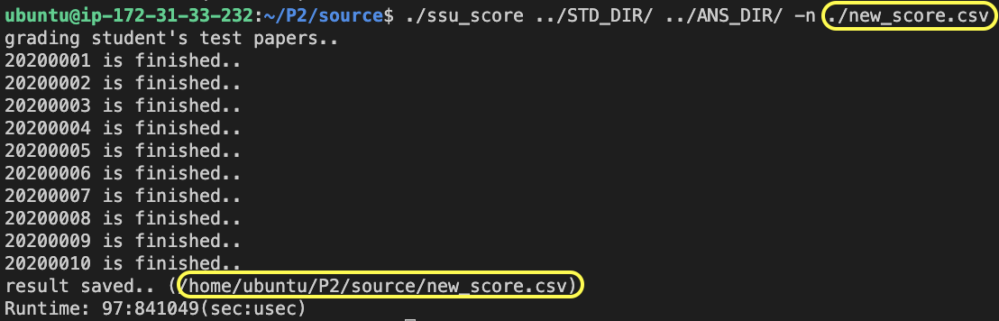 ubuntu@ip-172-31-33-232:~/P2/source$ ./ssu_score ../STD_DIR/ ../ANS_DIR/ -n ./new_score.csv
grading student's test papers..
20200001 is finished..
20200002 is finished..
20200003 is finished..
20200004 is finished..
20200005 is finished..
20200006 is finished..
20200007 is finished..
20200008 is finished..
20200009 is finished..
20200010 is finished..
result saved.. (/home/ubuntu/P2/source/new_score.csv)
Runtime: 97:841049(sec:usec)